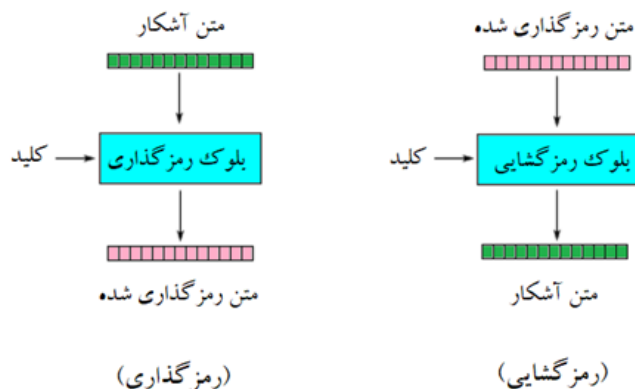 متن رمزگذاری شده
کلید
بلوک رمزگشایی
متن آشکار
(رمزگشایی)
متن آشکار
کلید
بلوک رمزگذاری
متن رمزگذاری شده
(رمزگذاری)